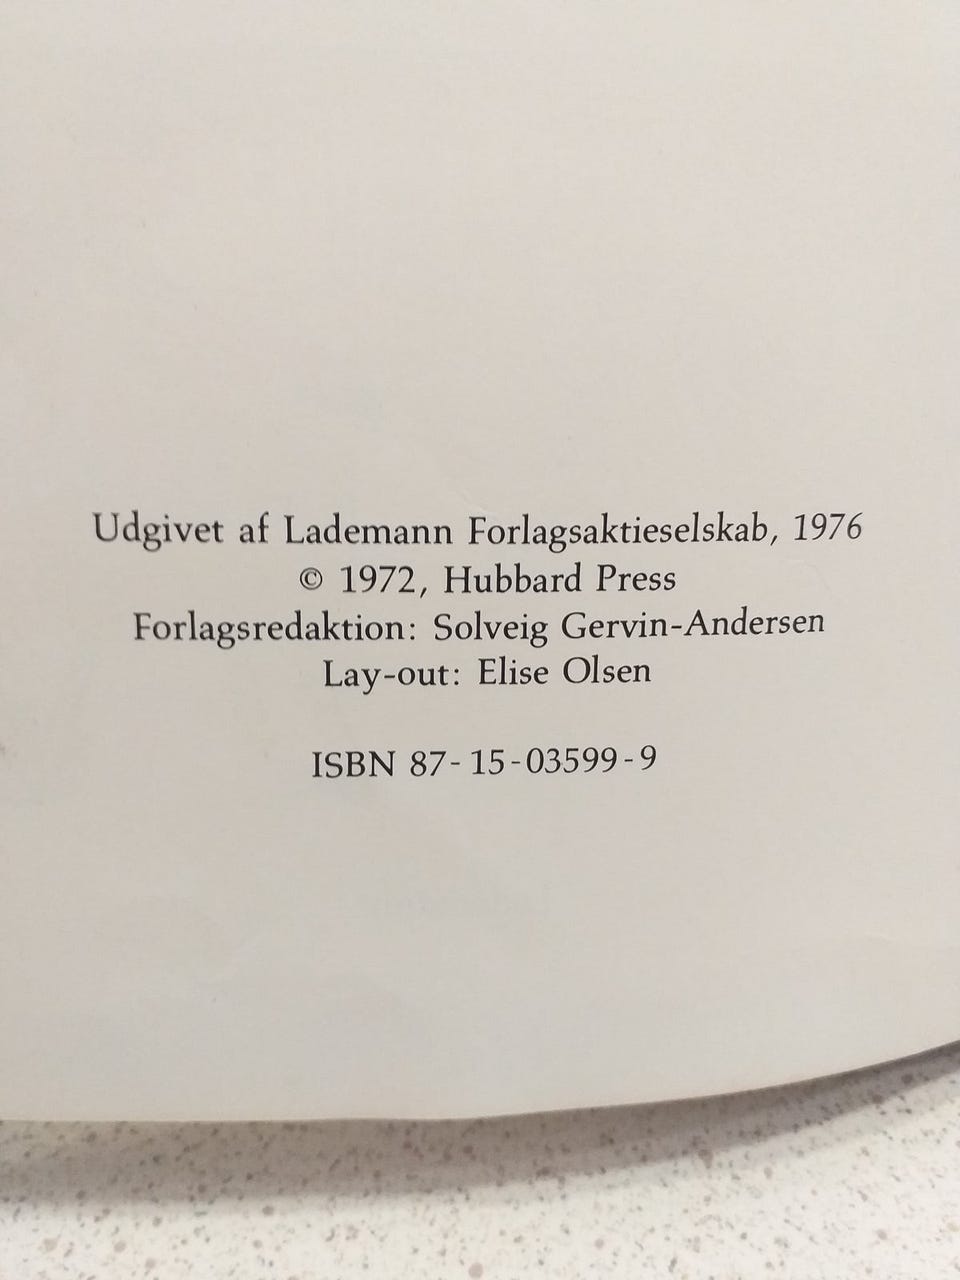 Udgivet af Lademann Forlagsaktieselskab, 1976
© 1972, Hubbard Press
Forlagsredaktion: Solveig Gervin-Andersen
Lay-out: Elise Olsen
ISBN 87-15-03599-9